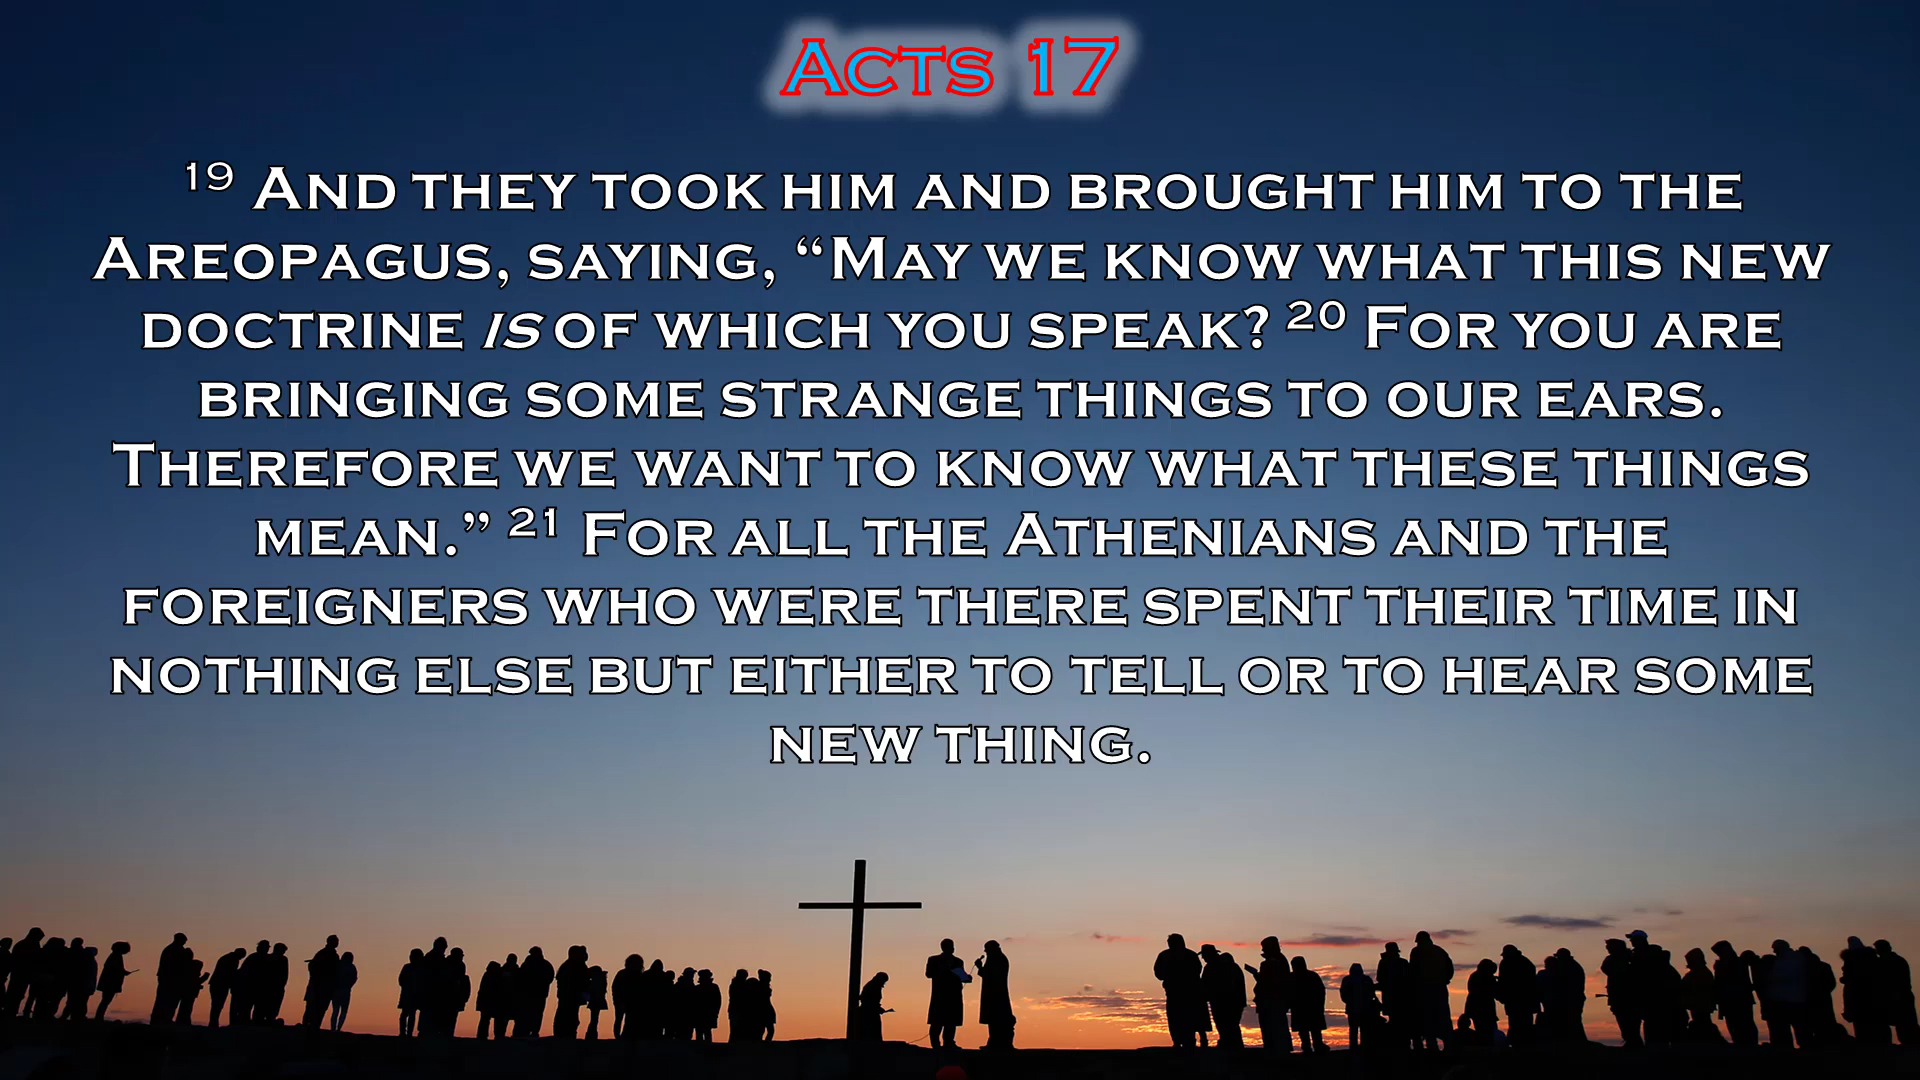 Acts 17
19 And they took him and brought him to the
Areopagus, saying, “May we know what this new
doctrine is of which you speak? 20 For you are
bringing some strange things to our ears.
Therefore we want to know what these things
mean.” 21 For all the Athenians and the
foreigners who were there spent their time in
nothing else but either to tell or to hear some
new thing.